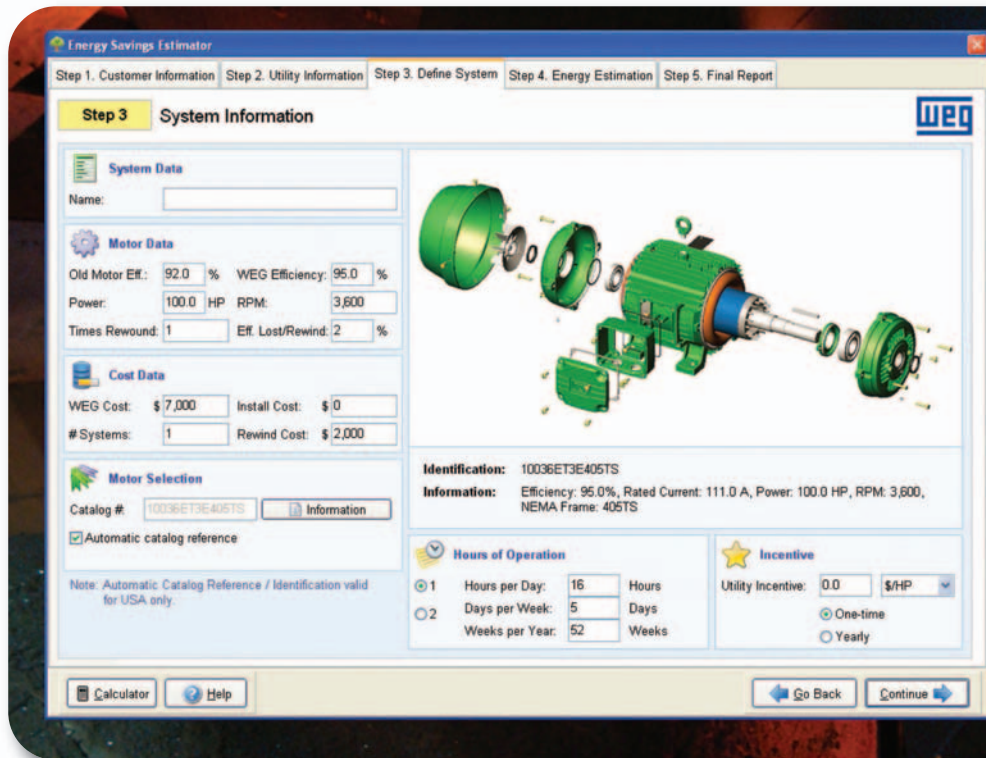 Energy Savings Estimator
Step 1. Customer Information Step 2. Utility Information Step 3. Define System Step 4. Energy Estimation Step 5. Final Report
Step 3 System Information
WEG
System Data
Name:
Motor Data
Old Motor Eff.: 92.0 % WEG Efficiency: 95.0 %
Power: 100.0 HP RPM: 3,600
Times Rewound: 1 Eff. Lost/Rewind: 2 %
Cost Data
WEG Cost: $ 7,000 Install Cost: $ 0
# Systems: 1 Rewind Cost: $ 2,000
Motor Selection
Catalog #: 10036ET3E405TS Information
Automatic catalog reference
Note: Automatic Catalog Reference / Identification valid
for USA only.
Identification: 10036ET3E405TS
Information: Efficiency: 95.0%, Rated Current: 111.0 A, Power: 100.0 HP, RPM: 3,600,
NEMA Frame: 405TS
Hours of Operation
1 Hours per Day: 16 Hours
2 Days per Week: 5 Days
Weeks per Year: 52 Weeks
Incentive
Utility Incentive: 0.0 $/HP
One-time
Yearly
Calculator Help Go Back Continue